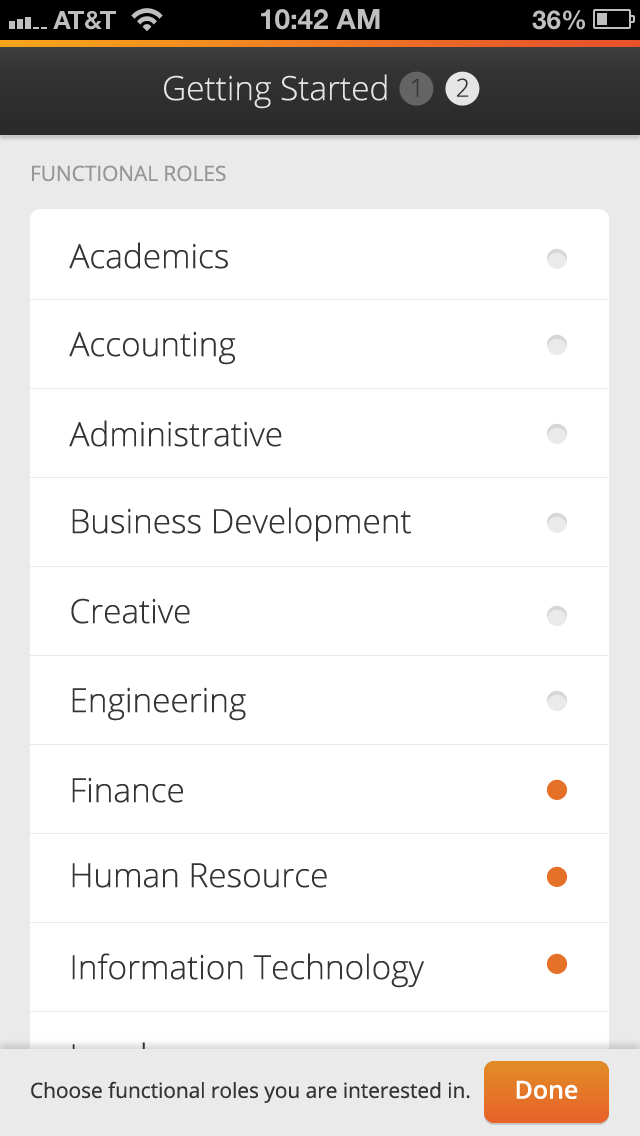 AT&T 10:42 AM 36%
Getting Started 1 2
FUNCTIONAL ROLES
Academics
Accounting
Administrative
Business Development
Creative
Engineering
Finance
Human Resource
Information Technology
Choose functional roles you are interested in. Done